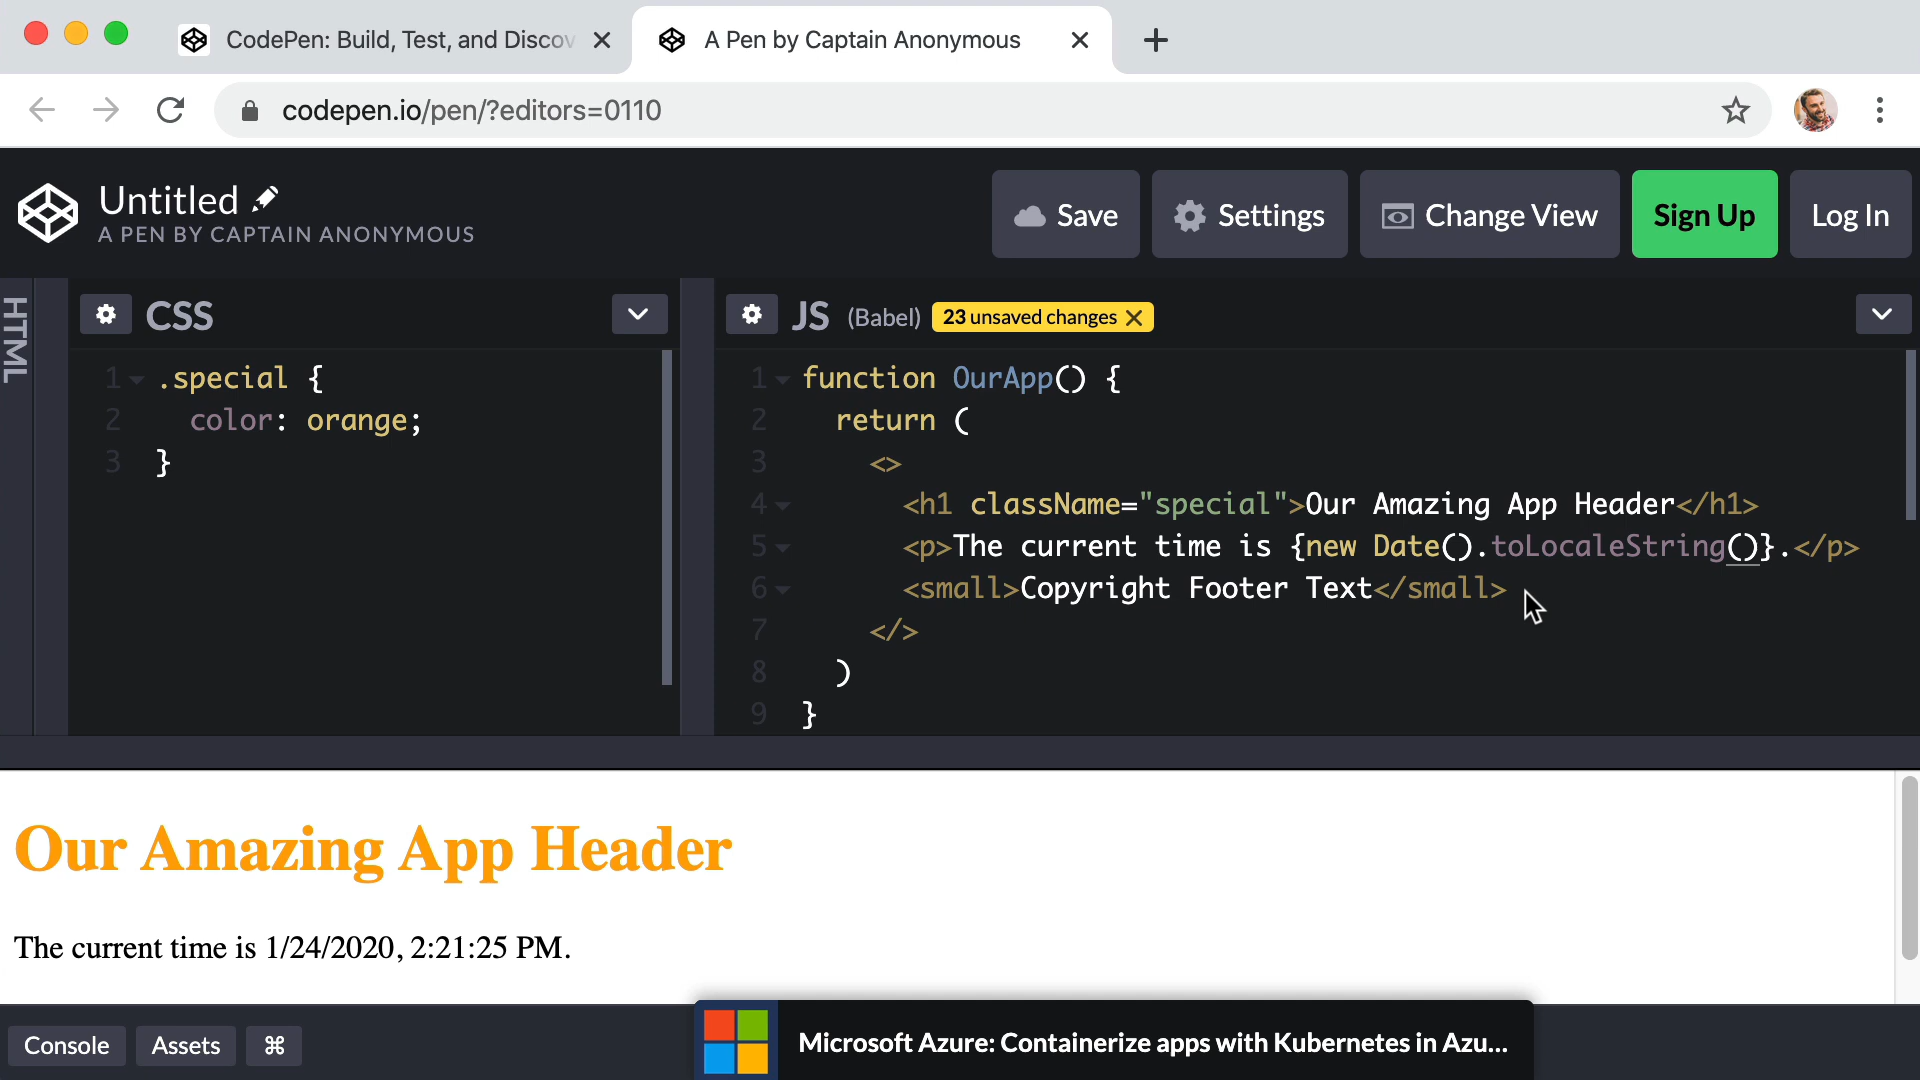 CodePen: Build, Test, and Discov
A Pen by Captain Anonymous
codepen.io/pen/?editors=0110
Untitled
A PEN BY CAPTAIN ANONYMOUS
Save
Settings
Change View
Sign Up
Log In
HTML
CSS
1 .special {
2 color: orange;
3 }
JS (Babel) 23 unsaved changes
1 function OurApp() {
2 return (
3 <>
4 <h1 className="special">Our Amazing App Header</h1>
5 <p>The current time is {new Date().toLocaleString()}.</p>
6 <small>Copyright Footer Text</small>
7 </>
8 )
9 }
Our Amazing App Header
The current time is 1/24/2020, 2:21:25 PM.
Console
Assets
⌘
Microsoft Azure: Containerize apps with Kubernetes in Azu...